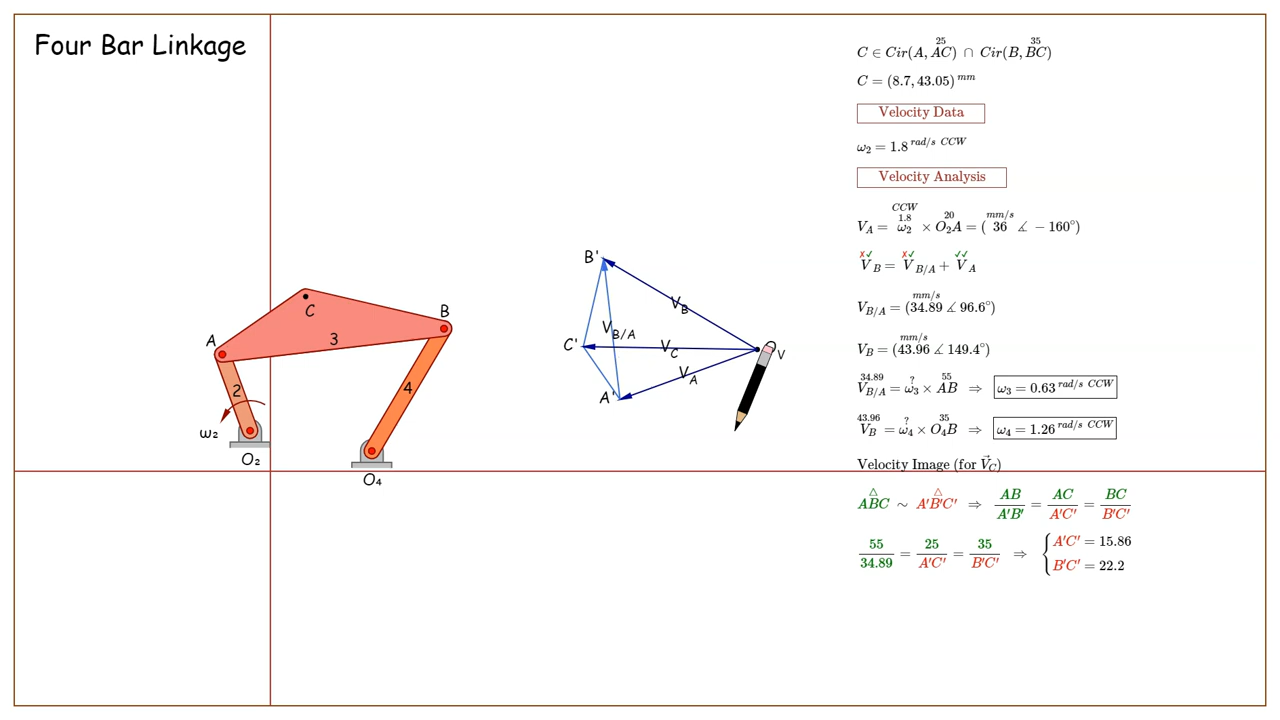 Four Bar Linkage
25 35
C ∈ Cir(A, AC) ∩ Cir(B, BC)
C = (8.7, 43.05) mm
Velocity Data
ω₂ = 1.8 rad/s CCW
Velocity Analysis
CCW
1.8 20 mm/s
V_A = ω₂ × O₂A = (36 ∡ − 160°)
✗✓ ✗✓ ✓✓
V_B = V_B/A + V_A
mm/s
V_B/A = (34.89 ∡ 96.6°)
mm/s
V_B = (43.96 ∡ 149.4°)
34.89 ? 55
V_B/A = ω₃ × AB ⇒ ω₃ = 0.63 rad/s CCW
43.96 ? 35
V_B = ω₄ × O₄B ⇒ ω₄ = 1.26 rad/s CCW
Velocity Image (for V⃗_C)
△ △
ABC ∼ A′B′C′ ⇒ AB/A′B′ = AC/A′C′ = BC/B′C′
55/34.89 = 25/A′C′ = 35/B′C′ ⇒ { A′C′ = 15.86
B′C′ = 22.2
A
B
C
3
2
4
ω₂
O₂
O₄
B'
V_B
V_B/A
C'
V_C
V
V_A
A'